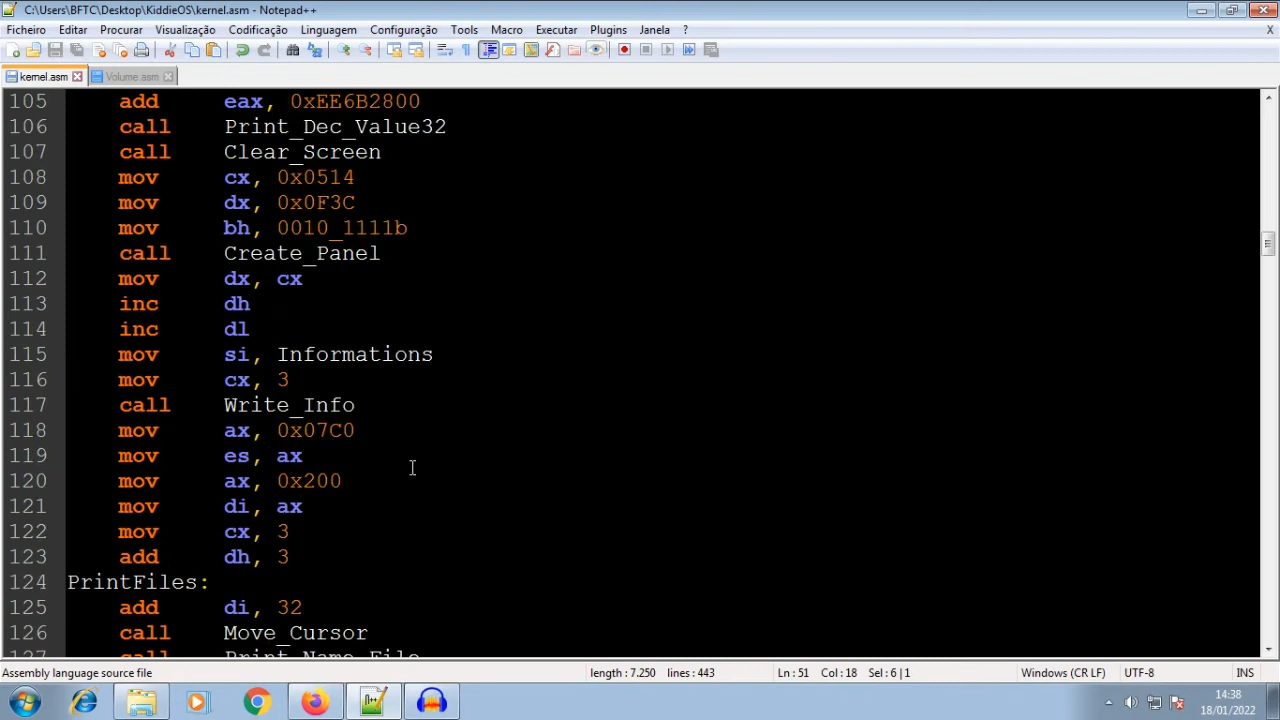 C:\Users\BFTC\Desktop\KiddieOS\kernel.asm - Notepad++
Ficheiro Editar Procurar Visualização Codificação Linguagem Configuração Tools Macro Executar Plugins Janela ? X
kernel.asm Volume.asm
105 add eax, 0xEE6B2800
106 call Print_Dec_Value32
107 call Clear_Screen
108 mov cx, 0x0514
109 mov dx, 0x0F3C
110 mov bh, 0010_1111b
111 call Create_Panel
112 mov dx, cx
113 inc dh
114 inc dl
115 mov si, Informations
116 mov cx, 3
117 call Write_Info
118 mov ax, 0x07C0
119 mov es, ax
120 mov ax, 0x200
121 mov di, ax
122 mov cx, 3
123 add dh, 3
124 PrintFiles:
125 add di, 32
126 call Move_Cursor
127 call Print_Name_File
Assembly language source file length : 7.250 lines : 443 Ln : 51 Col : 18 Sel : 6 | 1 Windows (CR LF) UTF-8 INS
14:38
18/01/2022